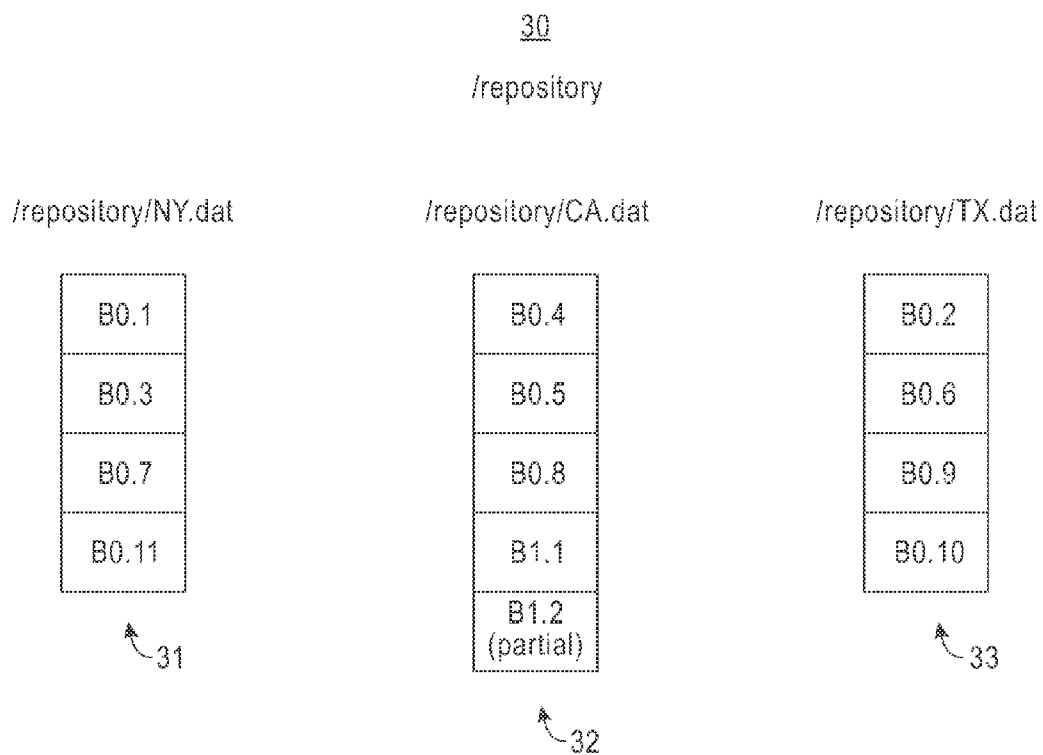 30
/repository
/repository/NY.dat /repository/CA.dat /repository/TX.dat
B0.1 B0.4 B0.2
B0.3 B0.5 B0.6
B0.7 B0.8 B0.9
B0.11 B1.1 B0.10
B1.2
(partial)
31 33
32